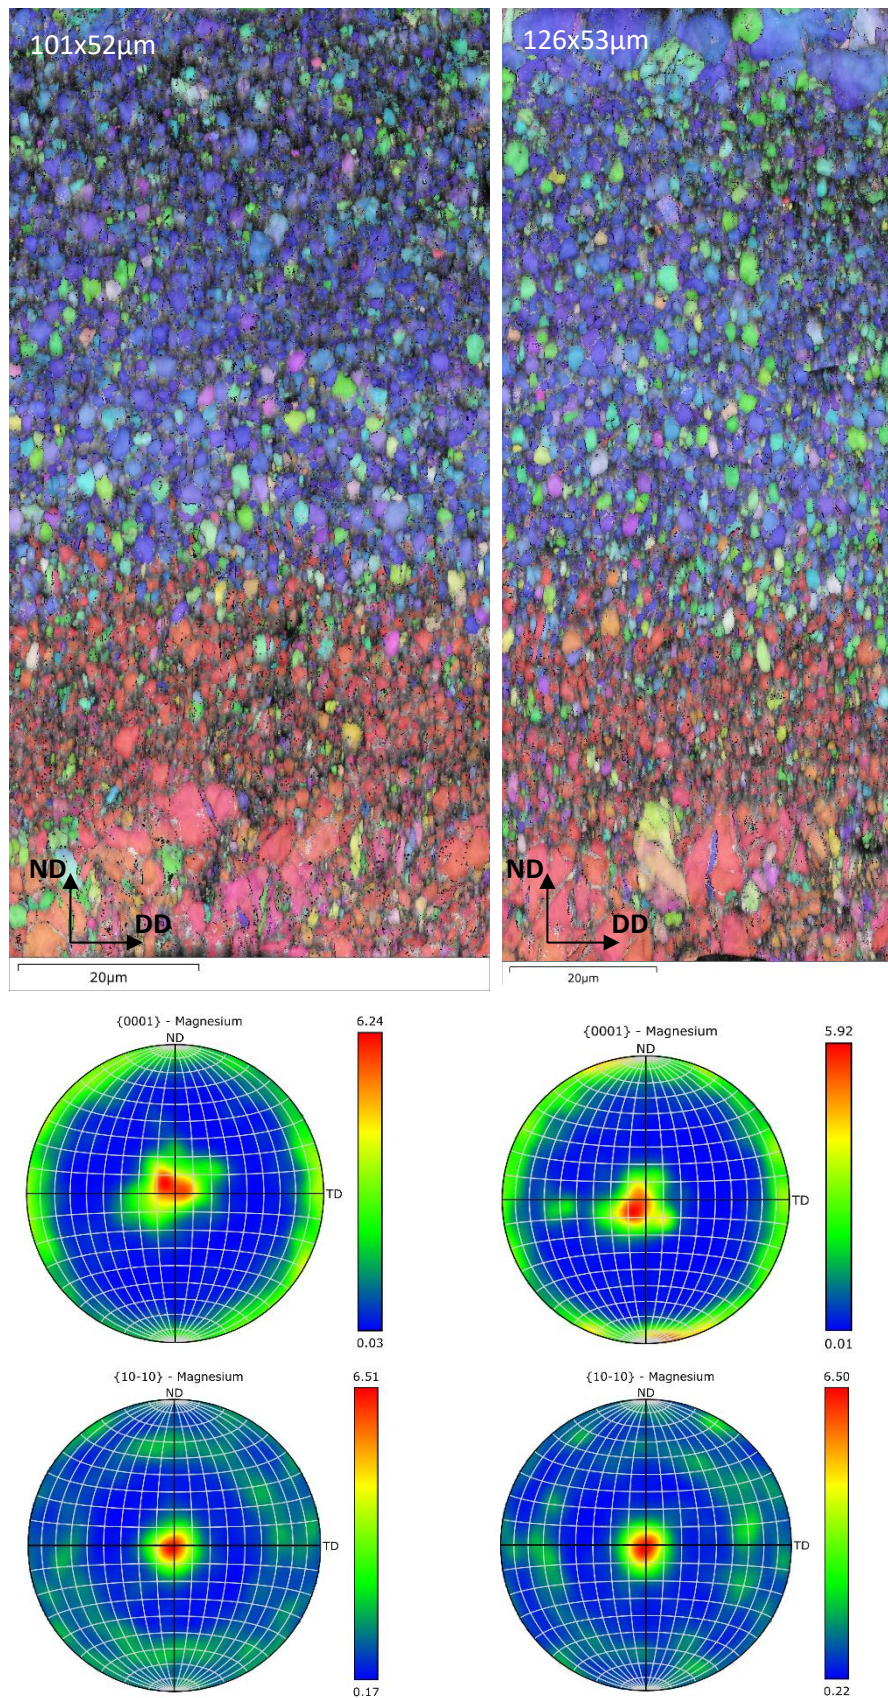 101x52µm
126x53µm
ND
DD
ND
DD
20µm
20µm
{0001} - Magnesium
6.24
ND
TD
0.03
{0001} - Magnesium
5.92
ND
TD
0.01
{10-10} - Magnesium
6.51
ND
TD
0.17
{10-10} - Magnesium
6.50
ND
TD
0.22